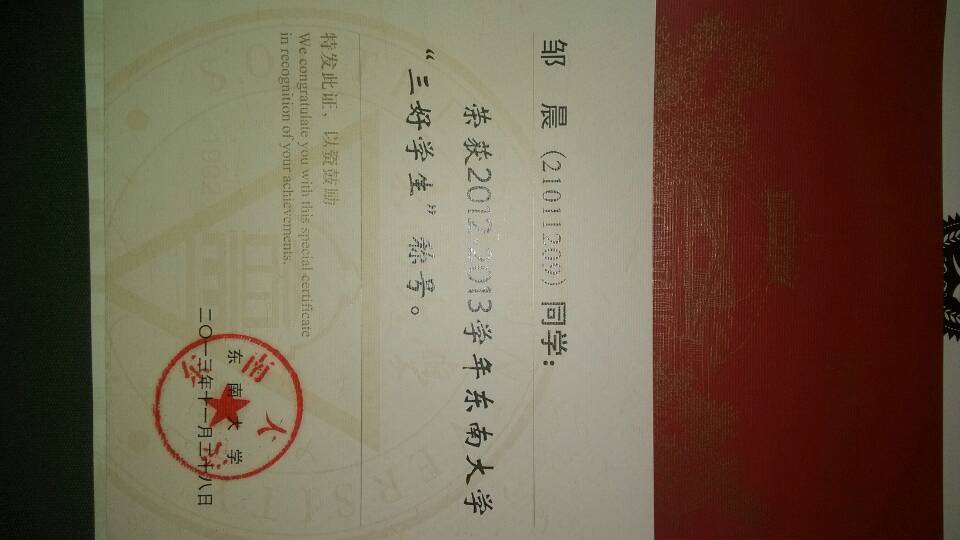 邹 晨（21011209）同学：
荣获2012-2013学年东南大学
“三好学生”称号。
特发此证，以资鼓励
We congratulate you with this special certificate
in recognition of your achievements.
东南大学
二〇一三年十一月二十八日